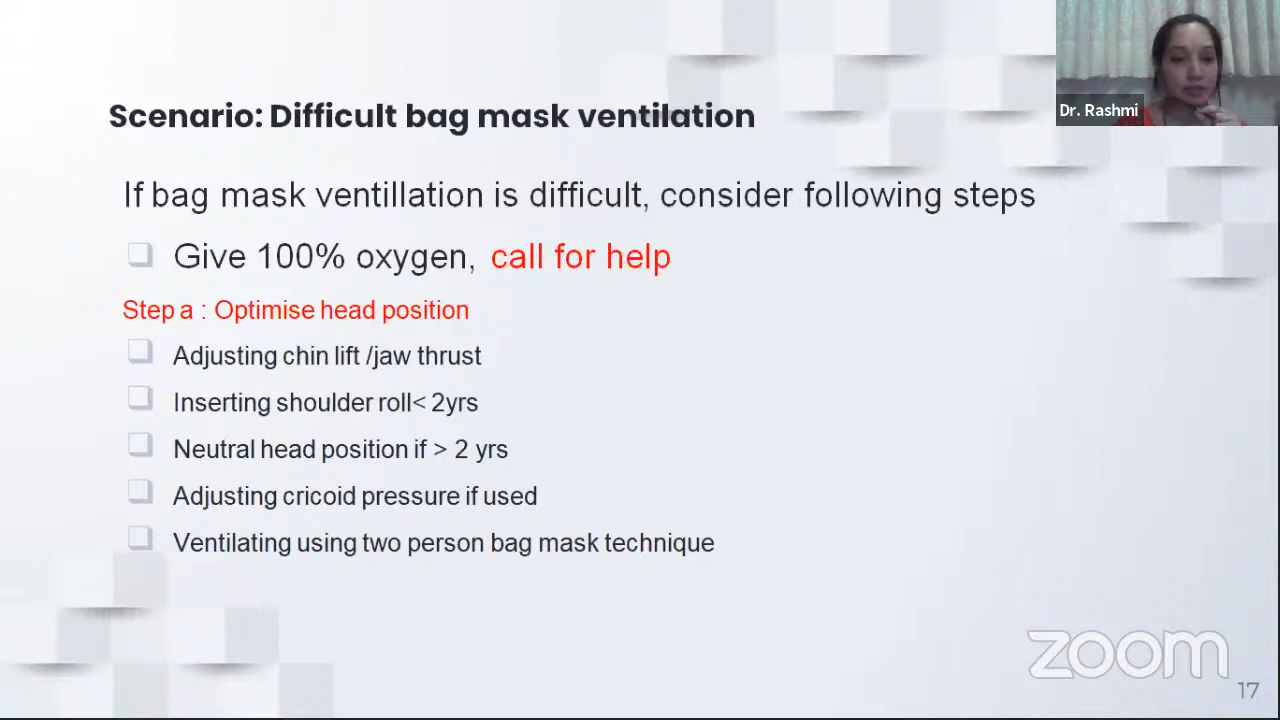 Dr. Rashmi
Scenario: Difficult bag mask ventilation
If bag mask ventillation is difficult, consider following steps
Give 100% oxygen, call for help
Step a : Optimise head position
Adjusting chin lift /jaw thrust
Inserting shoulder roll< 2yrs
Neutral head position if > 2 yrs
Adjusting cricoid pressure if used
Ventilating using two person bag mask technique
zoom
17